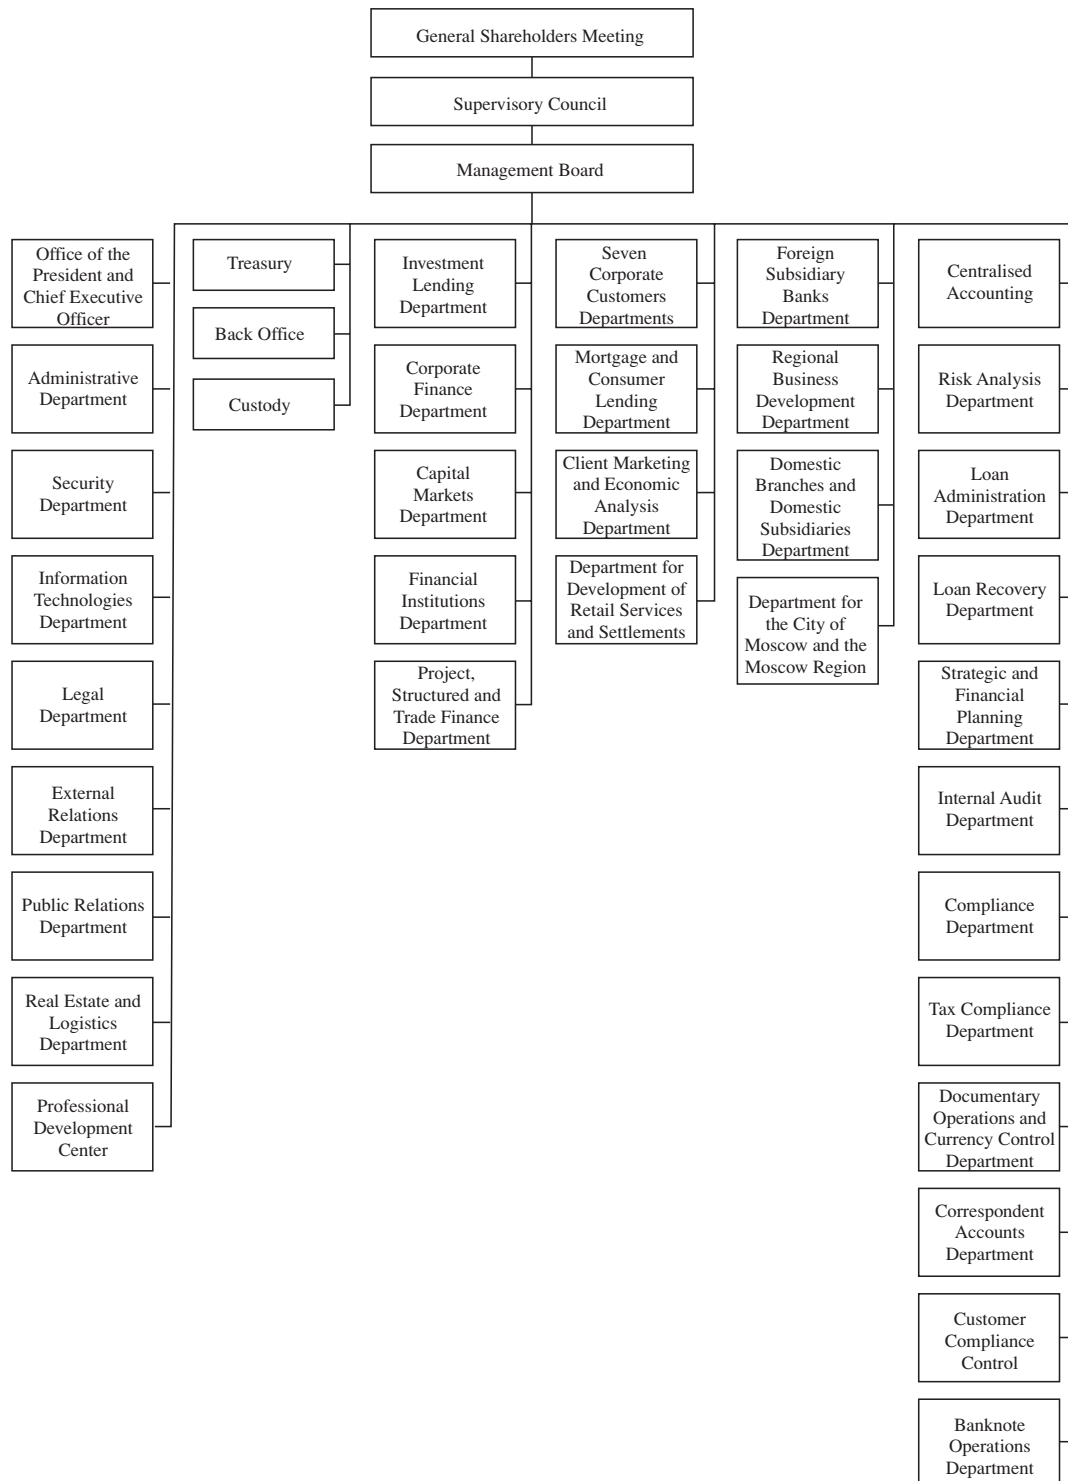 General Shareholders Meeting
Supervisory Council
Management Board
Office of the
President and
Chief Executive
Officer
Administrative
Department
Security
Department
Information
Technologies
Department
Legal
Department
External
Relations
Department
Public Relations
Department
Real Estate and
Logistics
Department
Professional
Development
Center
Treasury
Back Office
Custody
Investment
Lending
Department
Corporate
Finance
Department
Capital
Markets
Department
Financial
Institutions
Department
Project,
Structured and
Trade Finance
Department
Seven
Corporate
Customers
Departments
Mortgage and
Consumer
Lending
Department
Client Marketing
and Economic
Analysis
Department
Department for
Development of
Retail Services
and Settlements
Foreign
Subsidiary
Banks
Department
Regional
Business
Development
Department
Domestic
Branches and
Domestic
Subsidiaries
Department
Department for
the City of
Moscow and the
Moscow Region
Centralised
Accounting
Risk Analysis
Department
Loan
Administration
Department
Loan Recovery
Department
Strategic and
Financial
Planning
Department
Internal Audit
Department
Compliance
Department
Tax Compliance
Department
Documentary
Operations and
Currency Control
Department
Correspondent
Accounts
Department
Customer
Compliance
Control
Banknote
Operations
Department